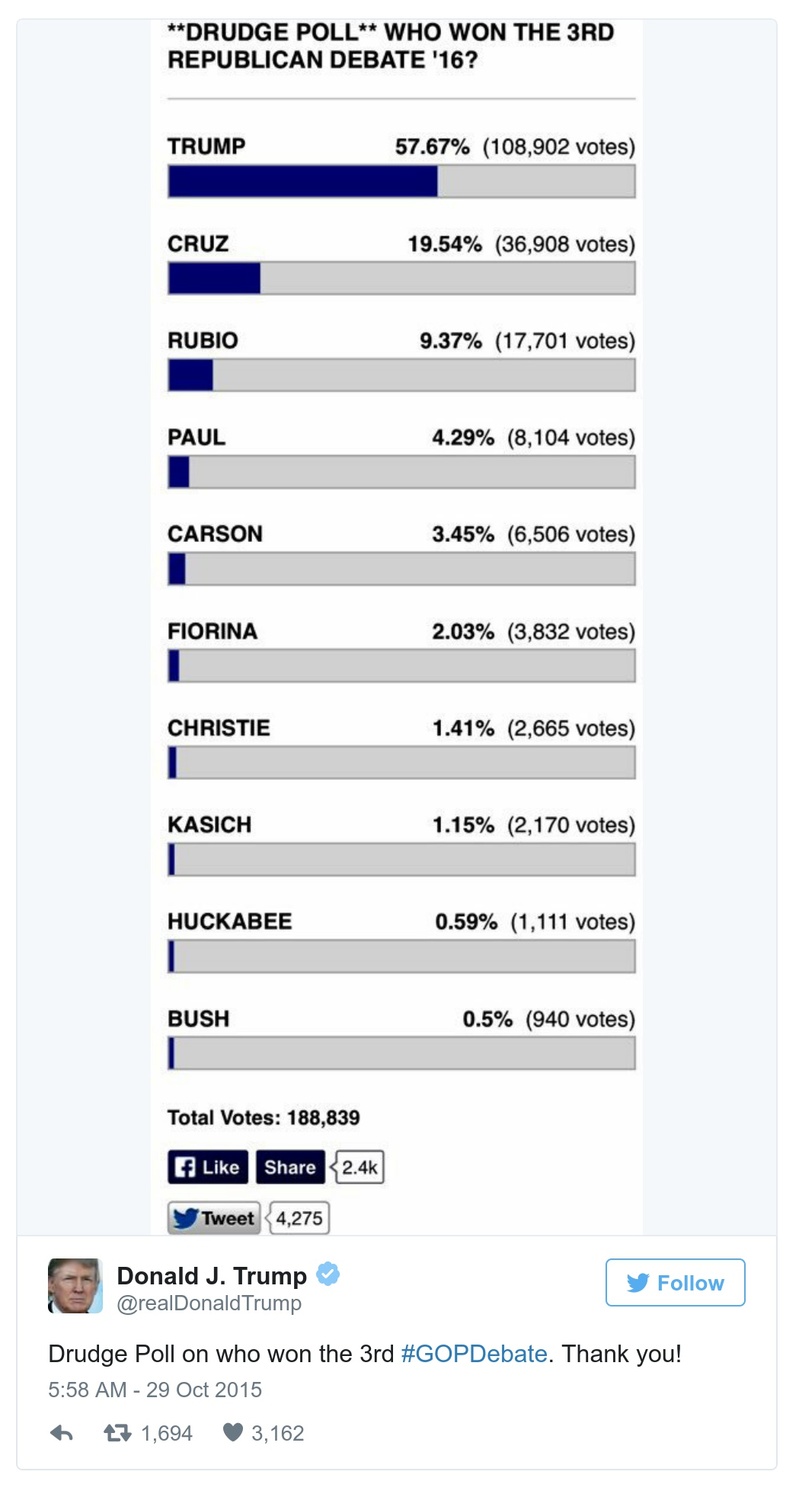 **DRUDGE POLL** WHO WON THE 3RD
REPUBLICAN DEBATE '16?
TRUMP 57.67% (108,902 votes)
CRUZ 19.54% (36,908 votes)
RUBIO 9.37% (17,701 votes)
PAUL 4.29% (8,104 votes)
CARSON 3.45% (6,506 votes)
FIORINA 2.03% (3,832 votes)
CHRISTIE 1.41% (2,665 votes)
KASICH 1.15% (2,170 votes)
HUCKABEE 0.59% (1,111 votes)
BUSH 0.5% (940 votes)
Total Votes: 188,839
Like Share 2.4k
Tweet 4,275
Donald J. Trump
@realDonaldTrump
Follow
Drudge Poll on who won the 3rd #GOPDebate. Thank you!
5:58 AM - 29 Oct 2015
1,694 3,162